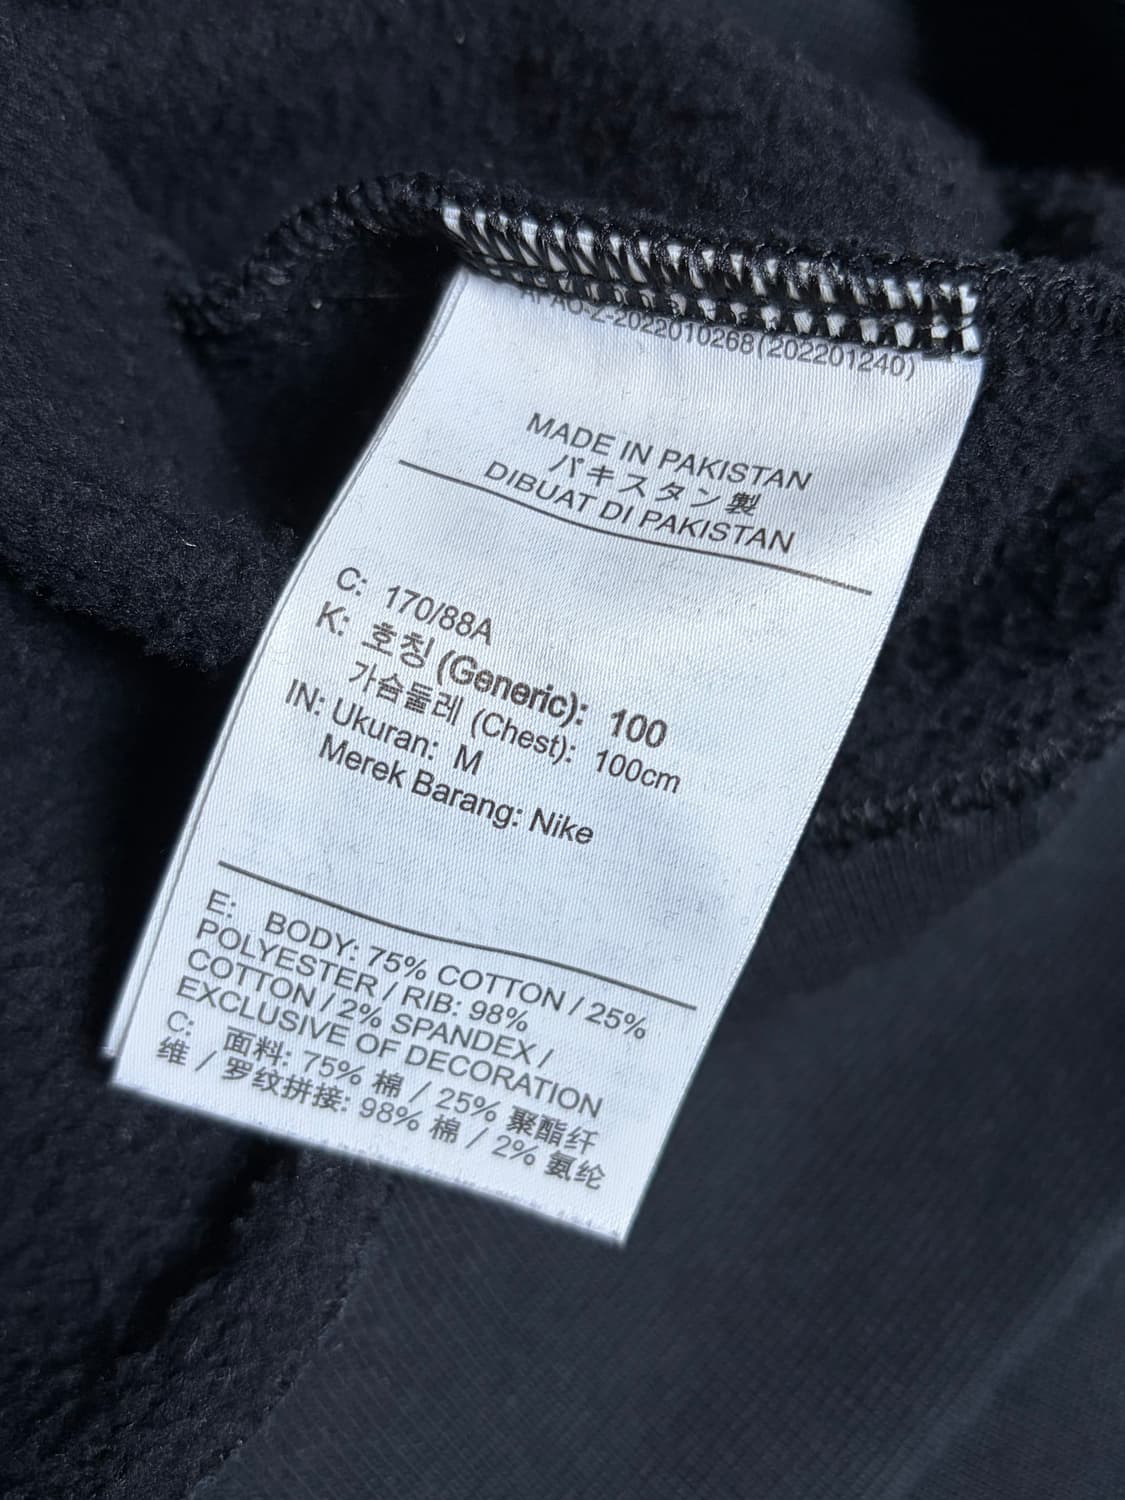 APAO-Z-2022010268(202201240)
MADE IN PAKISTAN
パキスタン製
DIBUAT DI PAKISTAN
C: 170/88A
K: 호칭 (Generic): 100
가슴둘레 (Chest): 100cm
IN: Ukuran: M
Merek Barang: Nike
E: BODY: 75% COTTON / 25%
POLYESTER / RIB: 98%
COTTON / 2% SPANDEX /
EXCLUSIVE OF DECORATION
C: 面料: 75% 棉 / 25% 聚酯纤
维 / 罗纹拼接: 98% 棉 / 2% 氨纶